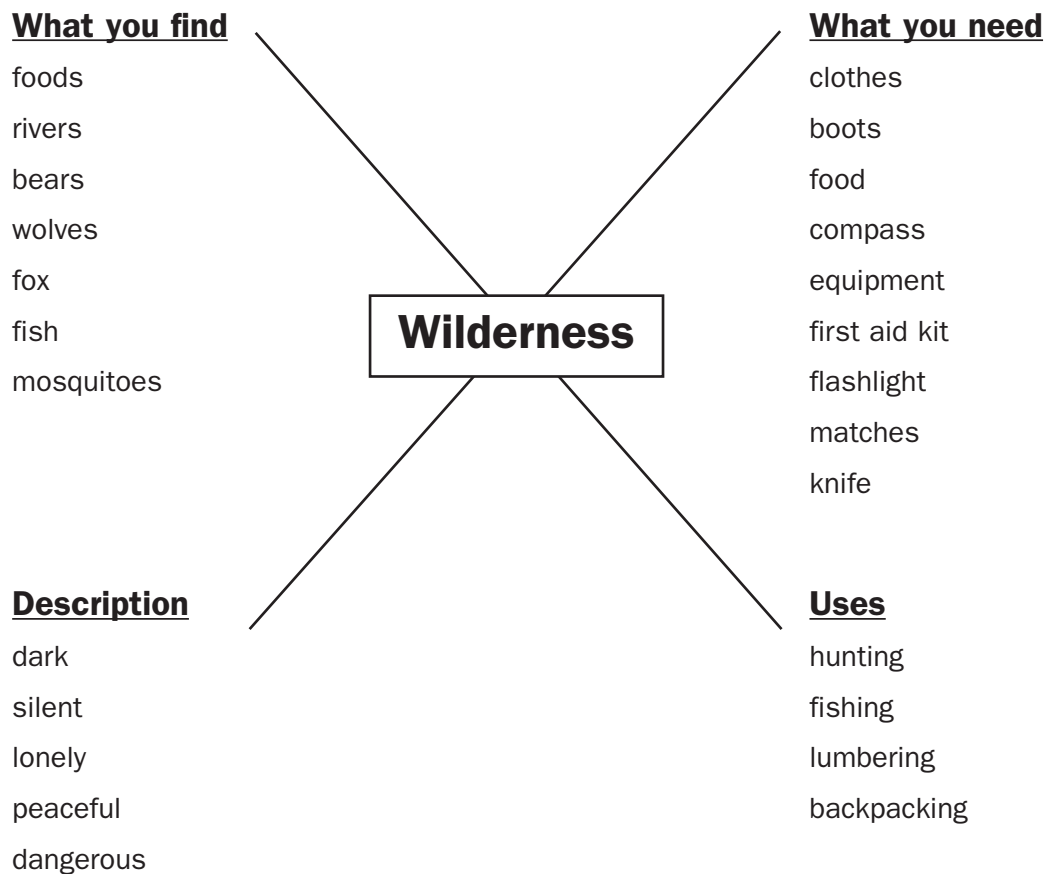 What you find
foods
rivers
bears
wolves
fox
fish
mosquitoes
What you need
clothes
boots
food
compass
equipment
first aid kit
flashlight
matches
knife
Wilderness
Description
dark
silent
lonely
peaceful
dangerous
Uses
hunting
fishing
lumbering
backpacking